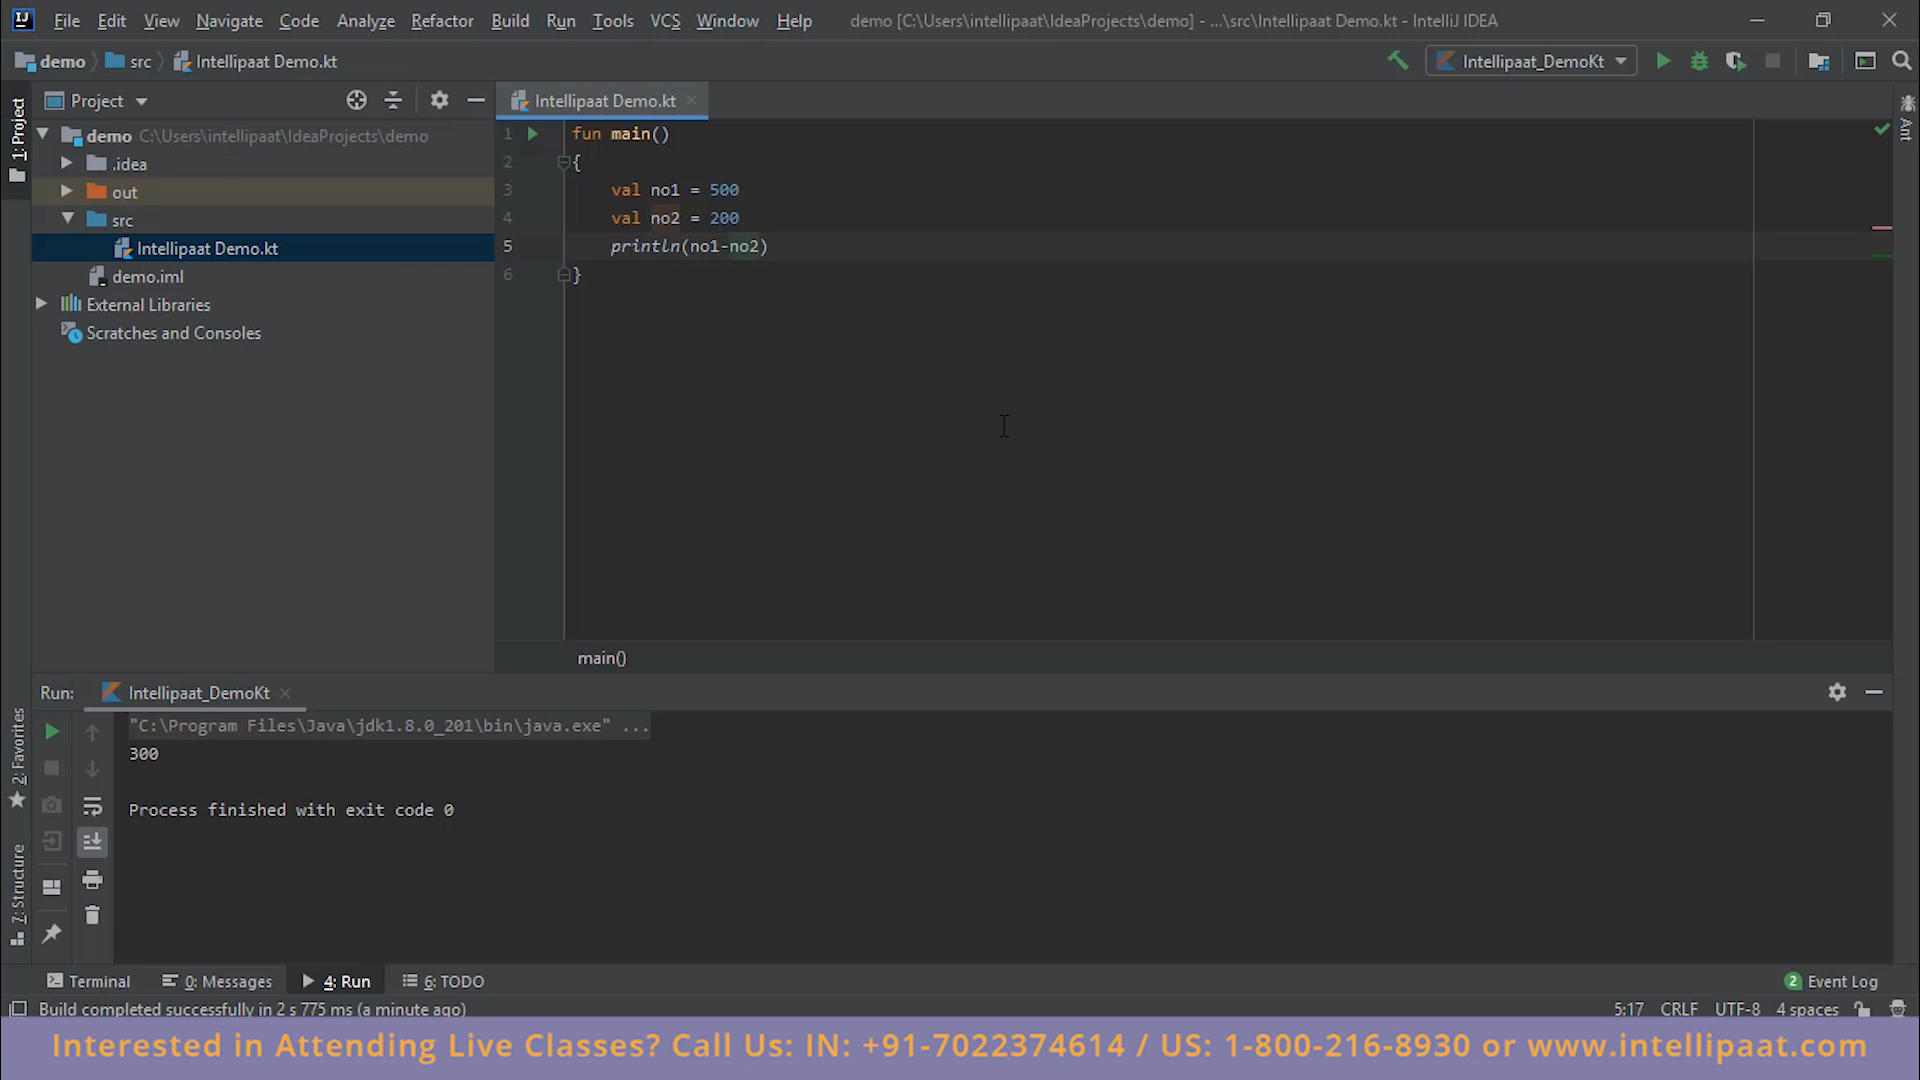 File Edit View Navigate Code Analyze Refactor Build Run Tools VCS Window Help demo [C:\Users\intellipaat\IdeaProjects\demo] - ...\src\Intellipaat Demo.kt - IntelliJ IDEA
demo src Intellipaat Demo.kt Intellipaat_DemoKt
1: Project
Project
Intellipaat Demo.kt
Ant
demo C:\Users\intellipaat\IdeaProjects\demo
.idea
out
src
Intellipaat Demo.kt
demo.iml
External Libraries
Scratches and Consoles
1 fun main()
2 {
3 val no1 = 500
4 val no2 = 200
5 println(no1-no2)
6 }
main()
Run: Intellipaat_DemoKt
"C:\Program Files\Java\jdk1.8.0_201\bin\java.exe" ...
300
Process finished with exit code 0
2: Favorites
7: Structure
Terminal 0: Messages 4: Run 6: TODO 2 Event Log
Build completed successfully in 2 s 775 ms (a minute ago) 5:17 CRLF UTF-8 4 spaces
Interested in Attending Live Classes? Call Us: IN: +91-7022374614 / US: 1-800-216-8930 or www.intellipaat.com